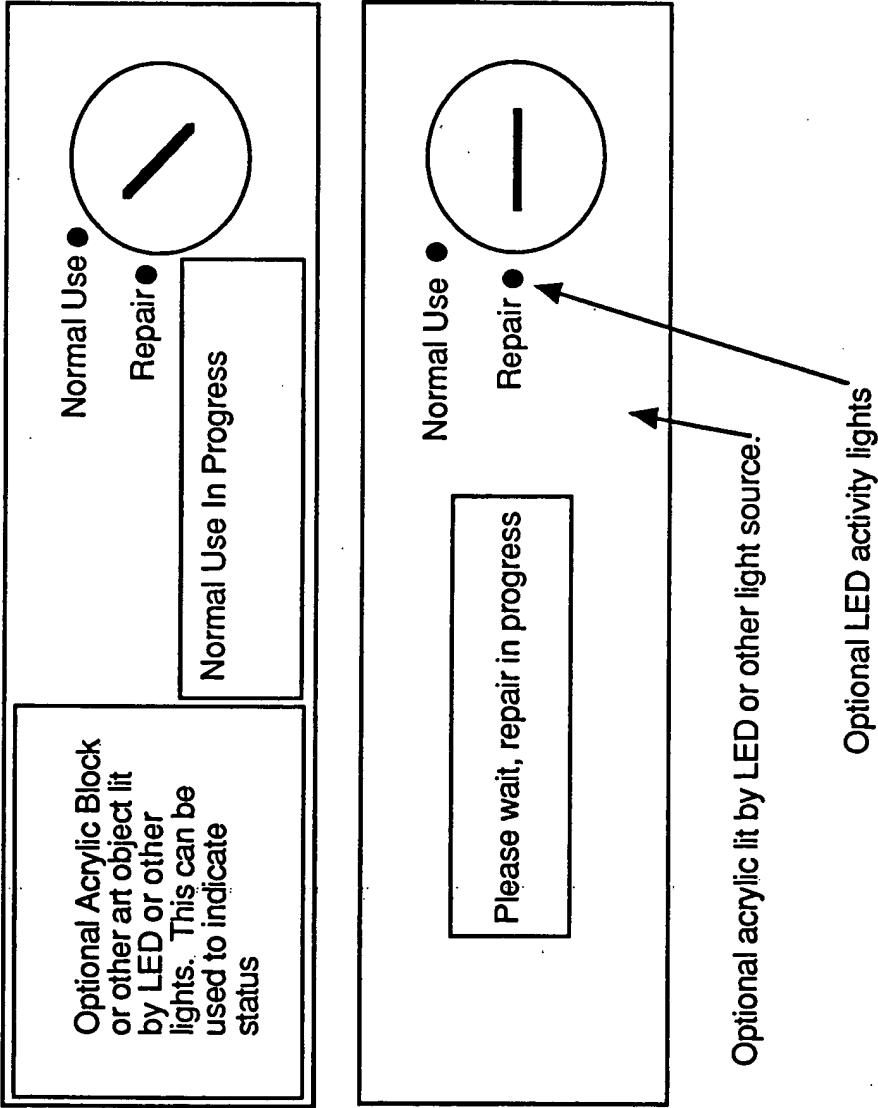 Optional Acrylic Block
or other art object lit
by LED or other
lights. This can be
used to indicate
status
Normal Use In Progress
Normal Use
Repair
Please wait, repair in progress
Normal Use
Repair
Optional acrylic lit by LED or other light source.
Optional LED activity lights